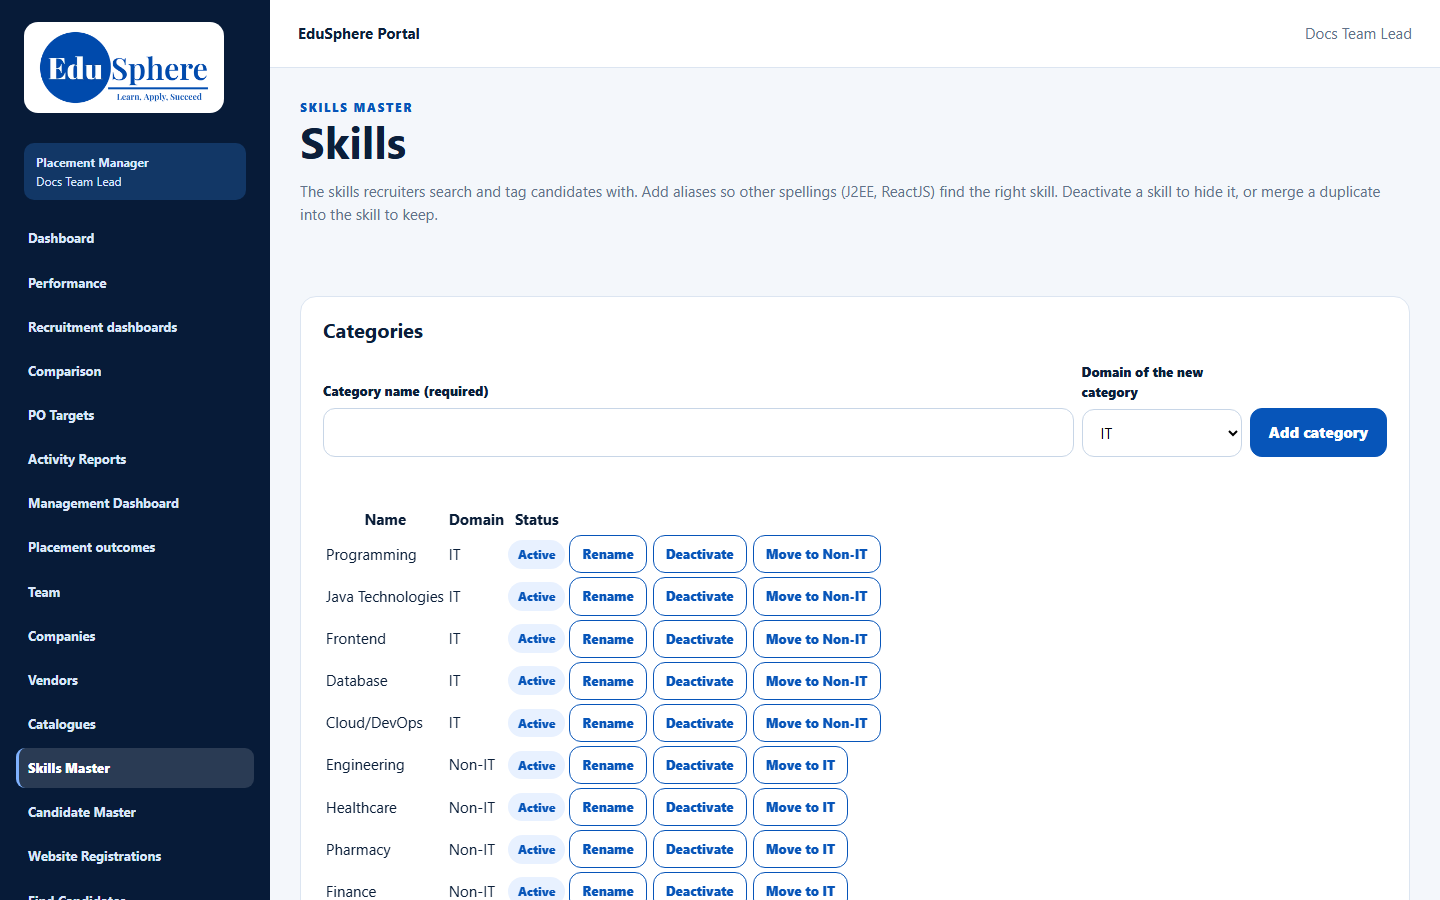 Edu Sphere
Learn. Apply, Succeed
Placement Manager
Docs Team Lead
Dashboard
Performance
Recruitment dashboards
Comparison
PO Targets
Activity Reports
Management Dashboard
Placement outcomes
Team
Companies
Vendors
Catalogues
Skills Master
Candidate Master
Website Registrations
Find Candidates
EduSphere Portal
Docs Team Lead
SKILLS MASTER
Skills
The skills recruiters search and tag candidates with. Add aliases so other spellings (J2EE, ReactJS) find the right skill. Deactivate a skill to hide it, or merge a duplicate
into the skill to keep.
Categories
Category name (required)
Domain of the new
category
IT
Add category
Name Domain Status
Programming IT Active Rename Deactivate Move to Non-IT
Java Technologies IT Active Rename Deactivate Move to Non-IT
Frontend IT Active Rename Deactivate Move to Non-IT
Database IT Active Rename Deactivate Move to Non-IT
Cloud/DevOps IT Active Rename Deactivate Move to Non-IT
Engineering Non-IT Active Rename Deactivate Move to IT
Healthcare Non-IT Active Rename Deactivate Move to IT
Pharmacy Non-IT Active Rename Deactivate Move to IT
Finance Non-IT Active Rename Deactivate Move to IT